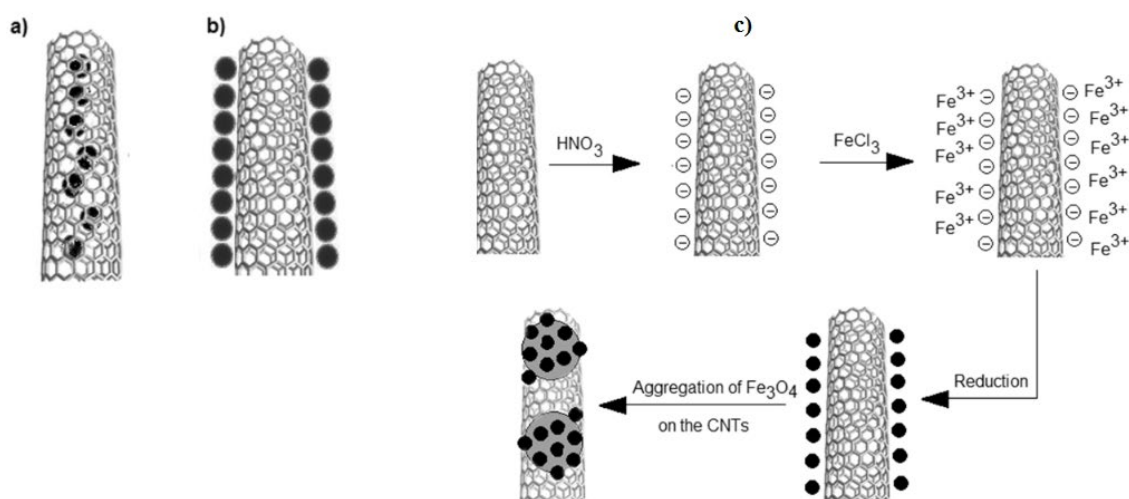 a)
b)
c)
HNO3
FeCl3
Fe3+
Fe3+
Fe3+
Fe3+
Fe3+
Fe3+
Fe3+
Fe3+
Fe3+
Fe3+
Fe3+
Reduction
Aggregation of Fe3O4
on the CNTs